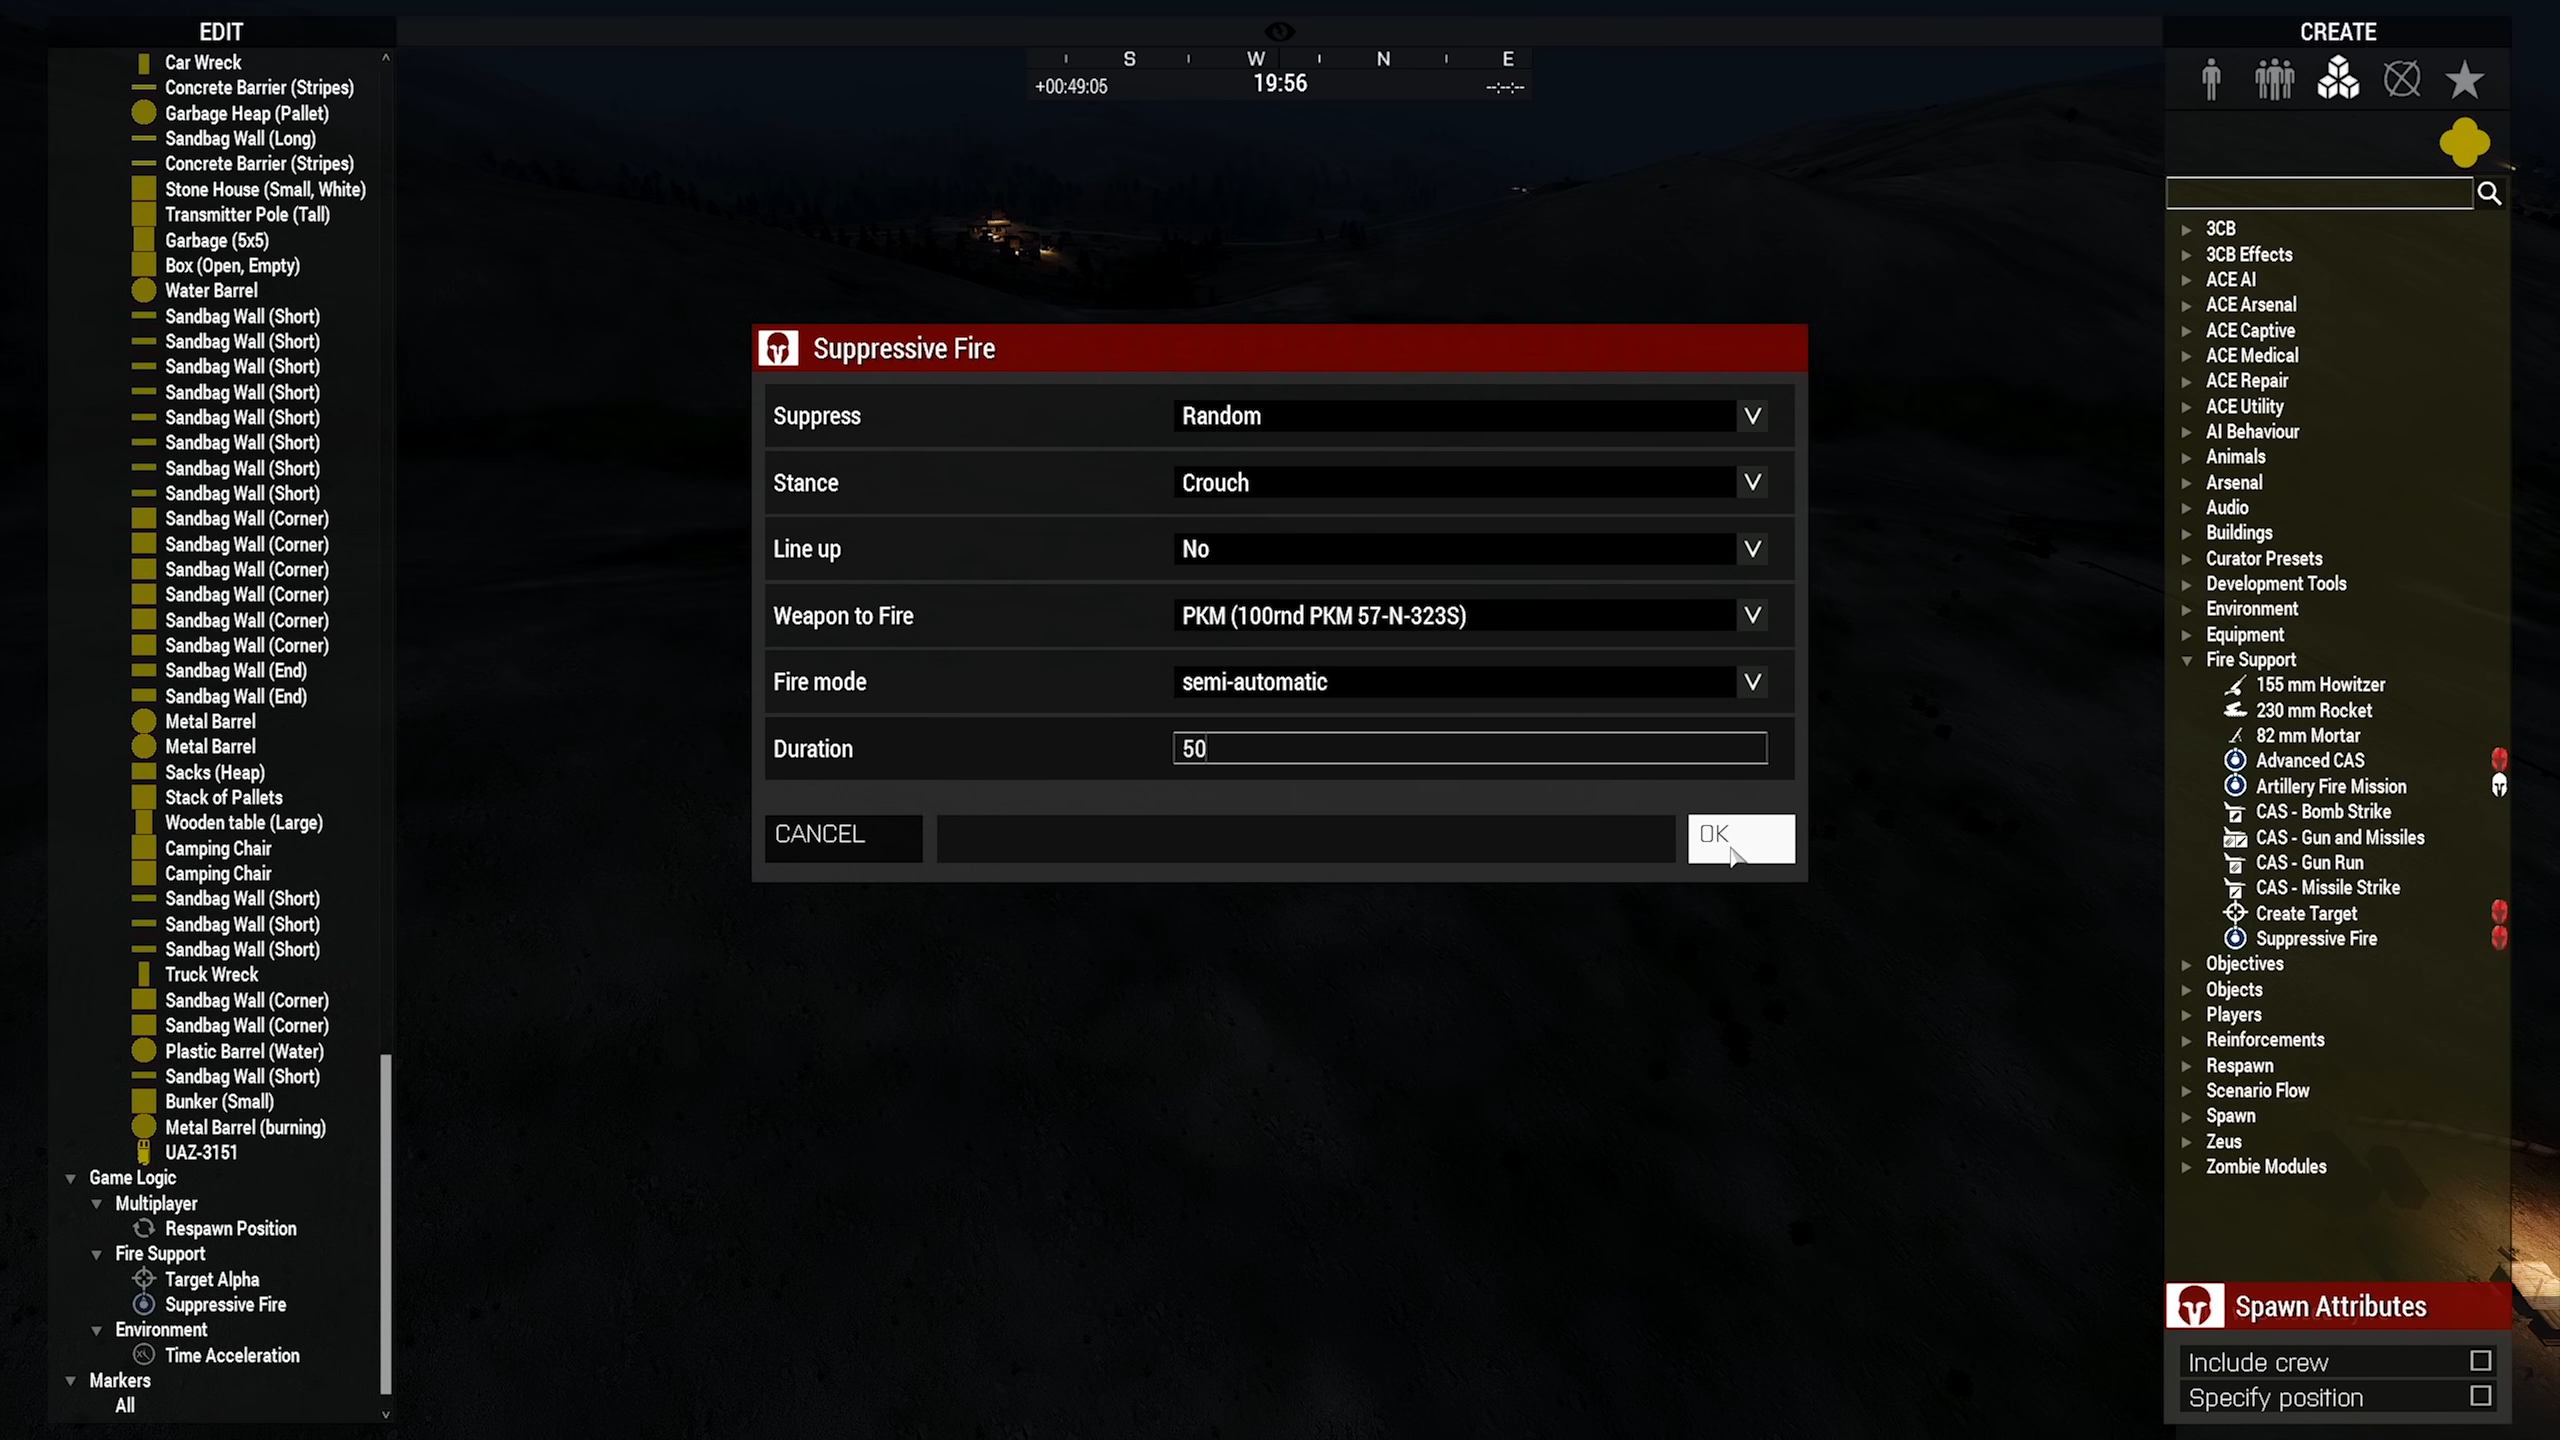 EDIT
Car Wreck
Concrete Barrier (Stripes)
Garbage Heap (Pallet)
Sandbag Wall (Long)
Concrete Barrier (Stripes)
Stone House (Small, White)
Transmitter Pole (Tall)
Garbage (5x5)
Box (Open, Empty)
Water Barrel
Sandbag Wall (Short)
Sandbag Wall (Short)
Sandbag Wall (Short)
Sandbag Wall (Short)
Sandbag Wall (Short)
Sandbag Wall (Short)
Sandbag Wall (Short)
Sandbag Wall (Short)
Sandbag Wall (Corner)
Sandbag Wall (Corner)
Sandbag Wall (Corner)
Sandbag Wall (Corner)
Sandbag Wall (Corner)
Sandbag Wall (Corner)
Sandbag Wall (End)
Sandbag Wall (End)
Metal Barrel
Metal Barrel
Sacks (Heap)
Stack of Pallets
Wooden table (Large)
Camping Chair
Camping Chair
Sandbag Wall (Short)
Sandbag Wall (Short)
Sandbag Wall (Short)
Truck Wreck
Sandbag Wall (Corner)
Sandbag Wall (Corner)
Plastic Barrel (Water)
Sandbag Wall (Short)
Bunker (Small)
Metal Barrel (burning)
UAZ-3151
Game Logic
Multiplayer
Respawn Position
Fire Support
Target Alpha
Suppressive Fire
Environment
Time Acceleration
Markers
All
S W N E
+00:49:05 19:56 --:--:--
Suppressive Fire
Suppress Random
Stance Crouch
Line up No
Weapon to Fire PKM (100rnd PKM 57-N-323S)
Fire mode semi-automatic
Duration 50
CANCEL OK
CREATE
3CB
3CB Effects
ACE AI
ACE Arsenal
ACE Captive
ACE Medical
ACE Repair
ACE Utility
AI Behaviour
Animals
Arsenal
Audio
Buildings
Curator Presets
Development Tools
Environment
Equipment
Fire Support
155 mm Howitzer
230 mm Rocket
82 mm Mortar
Advanced CAS
Artillery Fire Mission
CAS - Bomb Strike
CAS - Gun and Missiles
CAS - Gun Run
CAS - Missile Strike
Create Target
Suppressive Fire
Objectives
Objects
Players
Reinforcements
Respawn
Scenario Flow
Spawn
Zeus
Zombie Modules
Spawn Attributes
Include crew
Specify position